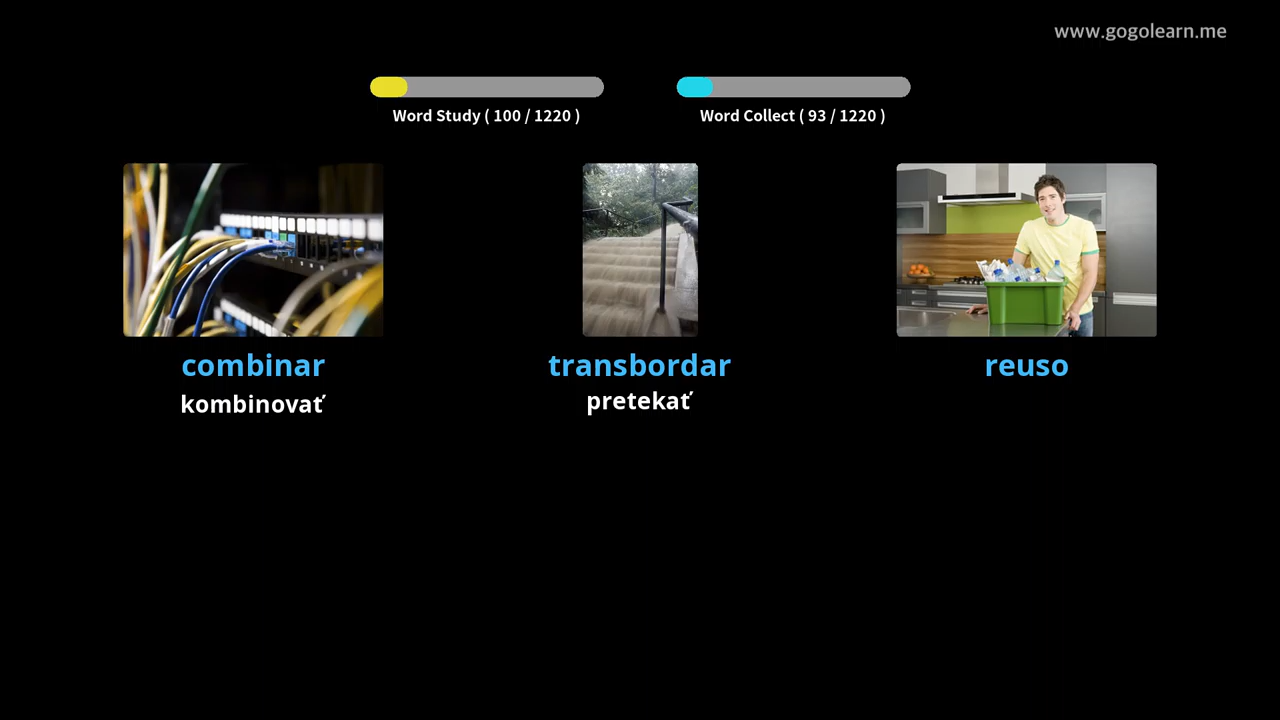 www.gogolearn.me
Word Study ( 100 / 1220 )
Word Collect ( 93 / 1220 )
combinar
kombinovať
transbordar
pretekať
reuso